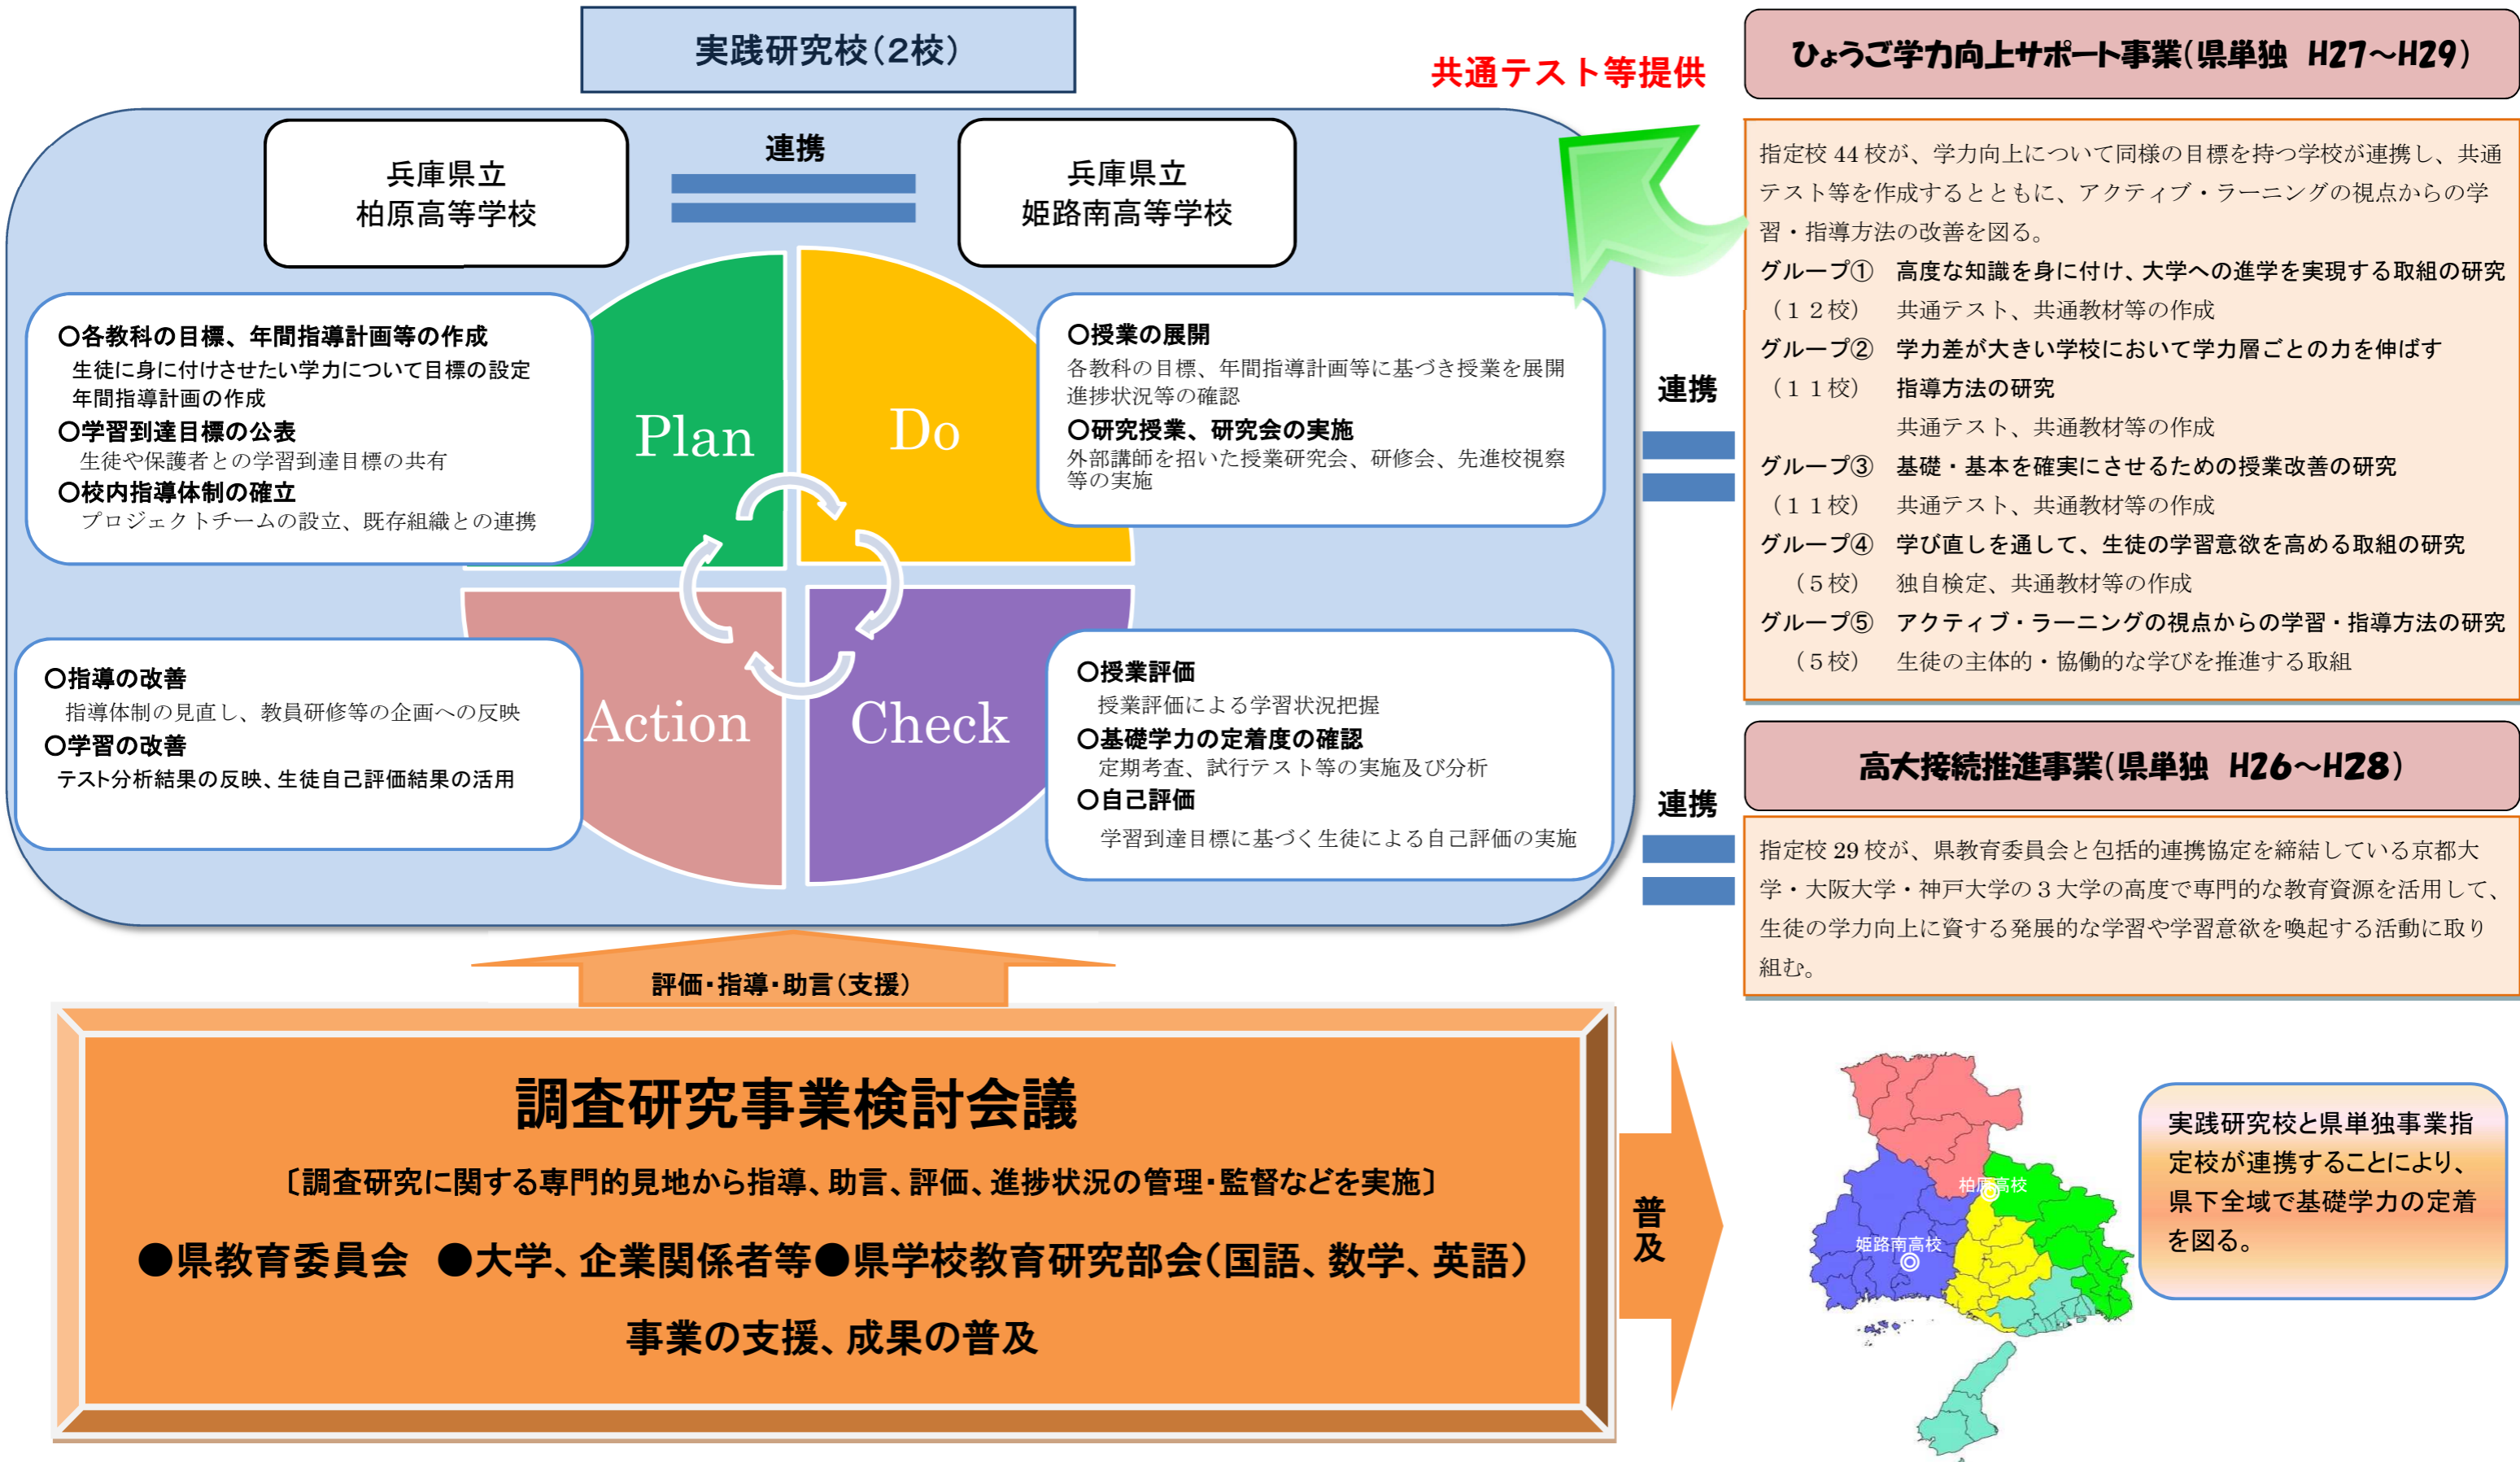 実践研究校(2校)
共通テスト等提供
兵庫県立
柏原高等学校
連携
兵庫県立
姫路南高等学校
Plan
Do
Check
Action
○各教科の目標、年間指導計画等の作成
生徒に身に付けさせたい学力について目標の設定
年間指導計画の作成
○学習到達目標の公表
生徒や保護者との学習到達目標の共有
○校内指導体制の確立
プロジェクトチームの設立、既存組織との連携
○授業の展開
各教科の目標、年間指導計画等に基づき授業を展開
進捗状況等の確認
○研究授業、研究会の実施
外部講師を招いた授業研究会、研修会、先進校視察
等の実施
○指導の改善
指導体制の見直し、教員研修等の企画への反映
○学習の改善
テスト分析結果の反映、生徒自己評価結果の活用
○授業評価
授業評価による学習状況把握
○基礎学力の定着度の確認
定期考査、試行テスト等の実施及び分析
○自己評価
学習到達目標に基づく生徒による自己評価の実施
連携
連携
ひょうご学力向上サポート事業(県単独 H27~H29)
指定校44校が、学力向上について同様の目標を持つ学校が連携し、共通
テスト等を作成するとともに、アクティブ・ラーニングの視点からの学
習・指導方法の改善を図る。
グループ① 高度な知識を身に付け、大学への進学を実現する取組の研究
(12校) 共通テスト、共通教材等の作成
グループ② 学力差が大きい学校において学力層ごとの力を伸ばす
(11校) 指導方法の研究
共通テスト、共通教材等の作成
グループ③ 基礎・基本を確実にさせるための授業改善の研究
(11校) 共通テスト、共通教材等の作成
グループ④ 学び直しを通して、生徒の学習意欲を高める取組の研究
(5校) 独自検定、共通教材等の作成
グループ⑤ アクティブ・ラーニングの視点からの学習・指導方法の研究
(5校) 生徒の主体的・協働的な学びを推進する取組
高大接続推進事業(県単独 H26~H28)
指定校29校が、県教育委員会と包括的連携協定を締結している京都大
学・大阪大学・神戸大学の3大学の高度で専門的な教育資源を活用して、
生徒の学力向上に資する発展的な学習や学習意欲を喚起する活動に取り
組む。
評価・指導・助言(支援)
調査研究事業検討会議
〔調査研究に関する専門的見地から指導、助言、評価、進捗状況の管理・監督などを実施〕
●県教育委員会 ●大学、企業関係者等●県学校教育研究部会(国語、数学、英語)
事業の支援、成果の普及
普及
柏原高校
姫路南高校
実践研究校と県単独事業指
定校が連携することにより、
県下全域で基礎学力の定着
を図る。